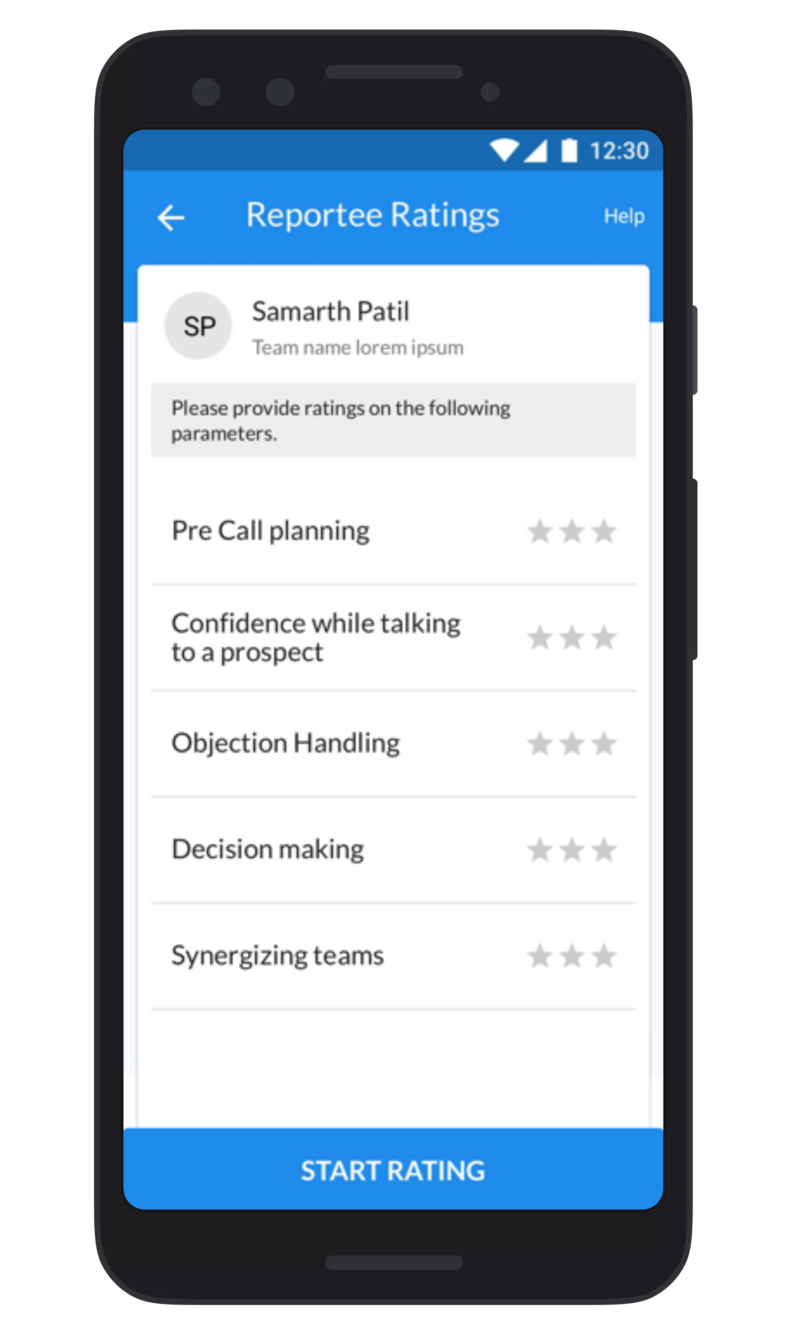 12:30
Reportee Ratings
Help
SP
Samarth Patil
Team name lorem ipsum
Please provide ratings on the following
parameters.
Pre Call planning
Confidence while talking
to a prospect
Objection Handling
Decision making
Synergizing teams
START RATING